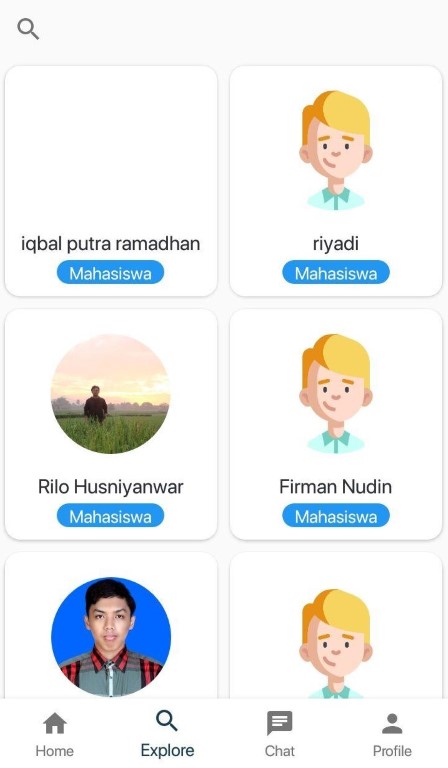 iqbal putra ramadhan
Mahasiswa
riyadi
Mahasiswa
Rilo Husniyanwar
Mahasiswa
Firman Nudin
Mahasiswa
Home
Explore
Chat
Profile